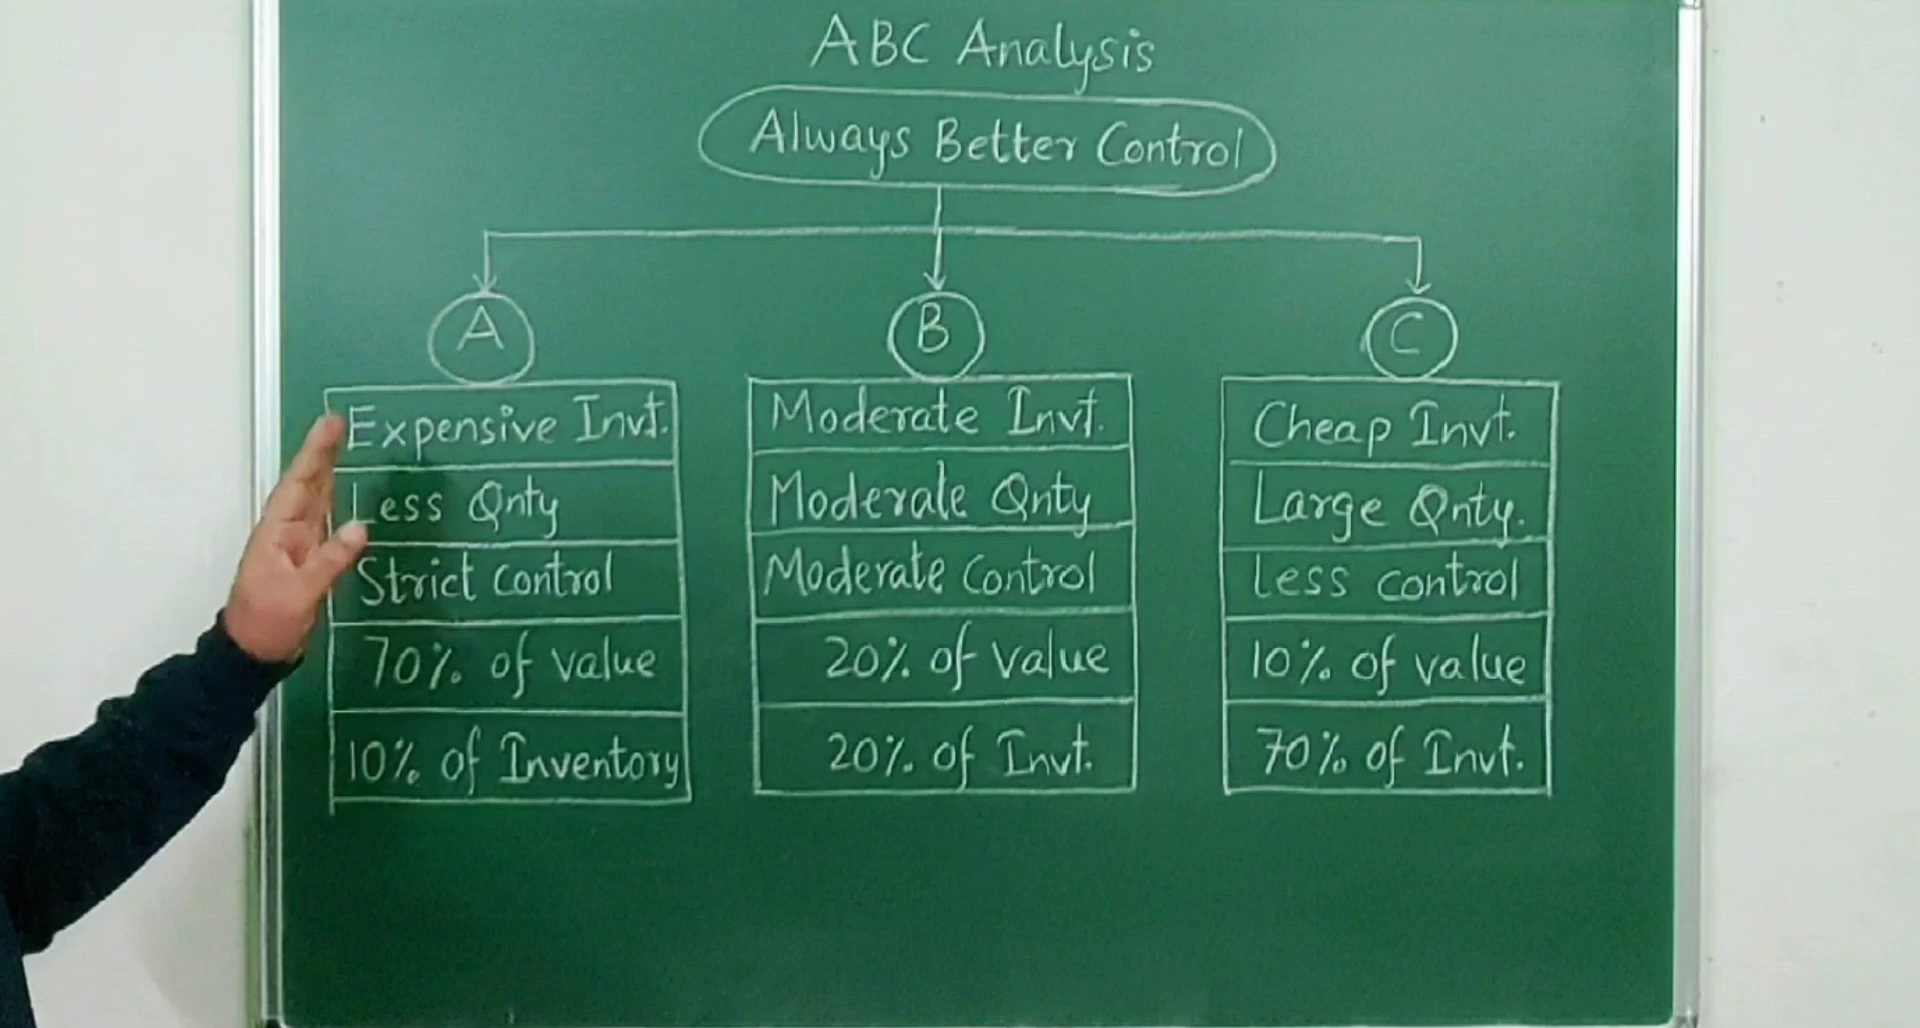 ABC Analysis
Always Better Control
A
Expensive Invt.
Less Qnty
Strict control
70% of value
10% of Inventory
B
Moderate Invt.
Moderate Qnty
Moderate Control
20% of value
20% of Invt.
C
Cheap Invt.
Large Qnty.
Less control
10% of value
70% of Invt.